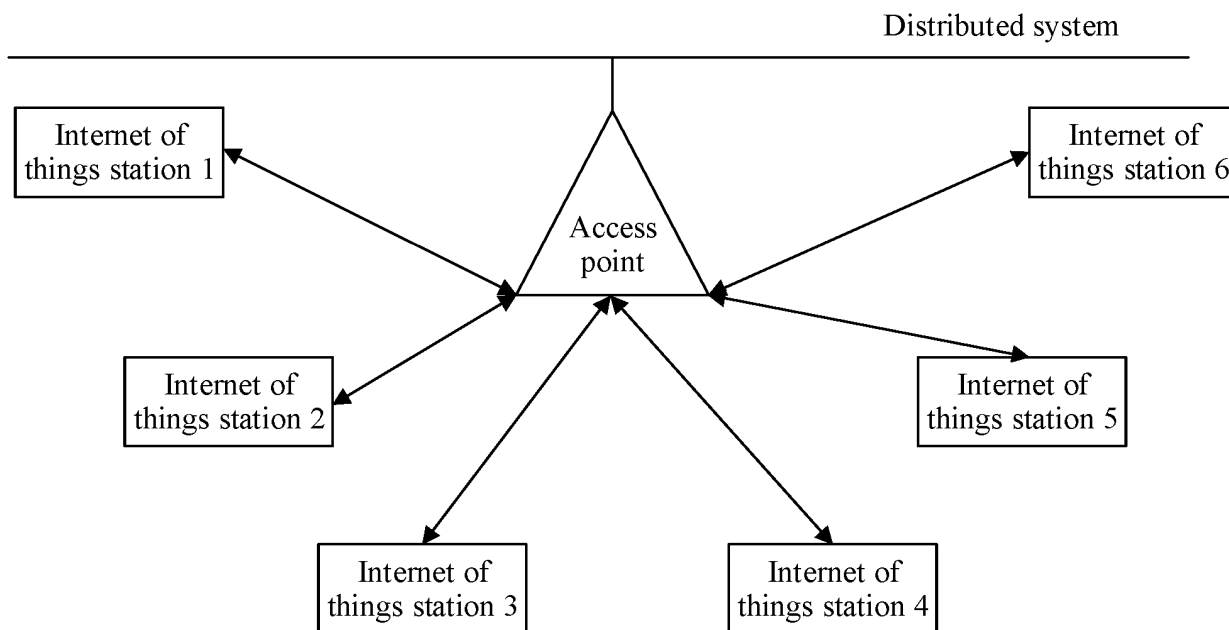 Distributed system
Internet of
things station 1
Internet of
things station 6
Access
point
Internet of
things station 2
Internet of
things station 5
Internet of
things station 3
Internet of
things station 4